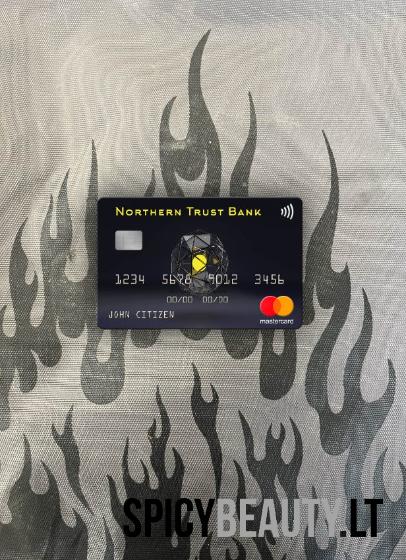 Northern Trust Bank
1234 5678 9012 3456
00/00 00/00
JOHN CITIZEN
mastercard
SPICYBEAUTY.LT